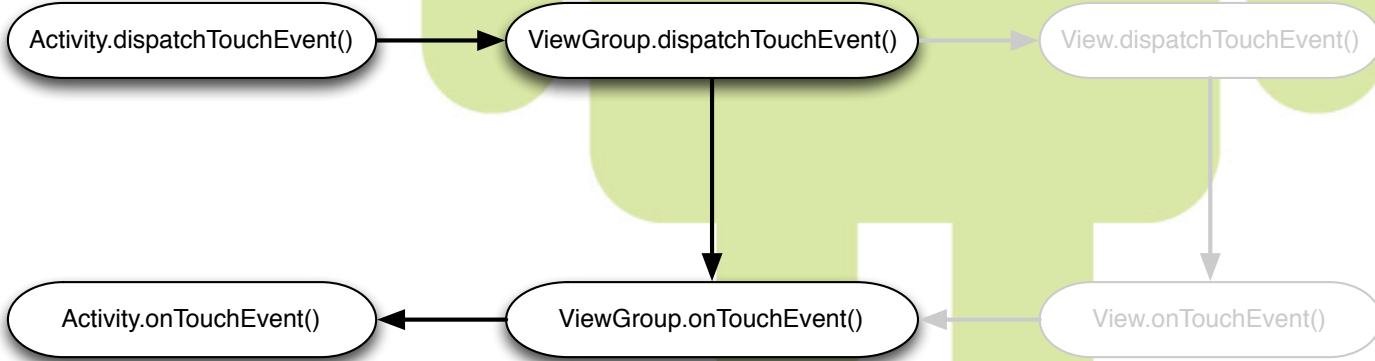 Activity.dispatchTouchEvent()
ViewGroup.dispatchTouchEvent()
View.dispatchTouchEvent()
Activity.onTouchEvent()
ViewGroup.onTouchEvent()
View.onTouchEvent()